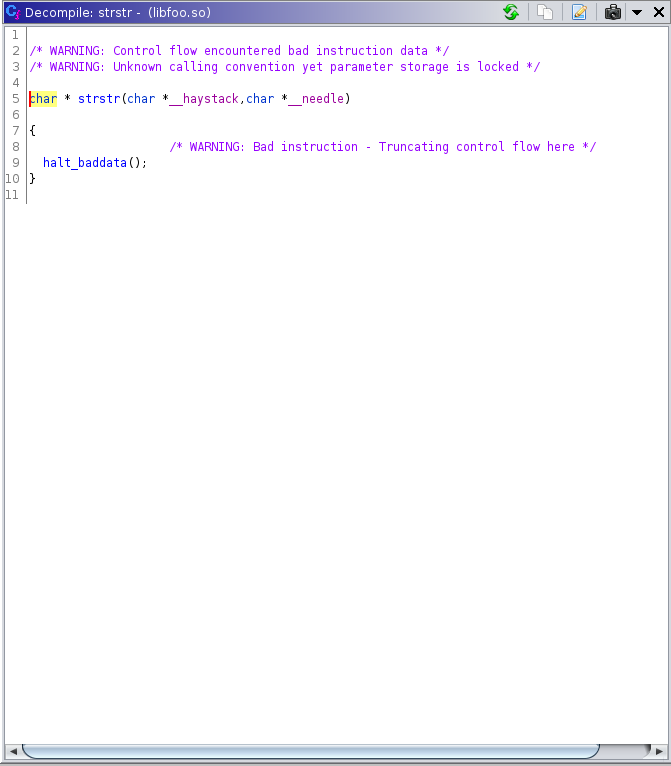 Decompile: strstr - (libfoo.so)
1
2 /* WARNING: Control flow encountered bad instruction data */
3 /* WARNING: Unknown calling convention yet parameter storage is locked */
4
5 char * strstr(char *__haystack,char *__needle)
6
7 {
8 /* WARNING: Bad instruction - Truncating control flow here */
9 halt_baddata();
10 }
11